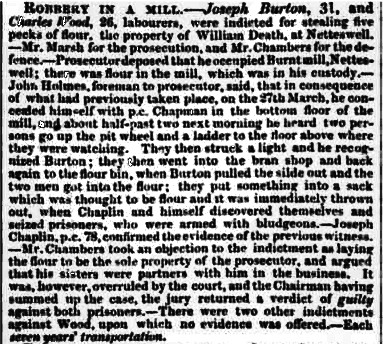 ROBBERY IN A MILL.—Joseph Burton, 31, and
Charles Wood, 26, labourers, were indicted for stealing five
pecks of flour, the property of William Death, at Netteswell.
—Mr. Marsh for the prosecution, and Mr. Chambers for the de-
fence.—Prosecutor deposed that he occupied Burnt mill, Nettes-
well; there was flour in the mill, which was in his custody.—
John Holmes, foreman to prosecutor, said, that in consequence
of what had previously taken place, on the 27th March, he con-
cealed himself with p.c. Chapman in the bottom floor of the
mill, and about half-past two next morning he heard two per-
sons go up the pit wheel and a ladder to the floor above where
they were watching. They then struck a light and he recog-
nized Burton; they then went into the bran shop and back
again to the flour bin, when Burton pulled the silde out and the
two men got into the flour; they put something into a sack
which was thought to be flour and it was immediately thrown
out, when Chaplin and himself discovered themselves and
seized prisoners, who were armed with bludgeons.—Joseph
Chaplin, p.c. 78, confirmed the evidence of the previous witness.
—Mr. Chambers took an objection to the indictment as laying
the flour to be the sole property of the prosecutor, and argued
that his sisters were partners with him in the business. It
was, however, overruled by the court, and the Chairman having
summed up the case, the jury returned a verdict of guilty
against both prisoners.—There were two other indictments
against Wood, upon which no evidence was offered.—Each
seven years' transportation.